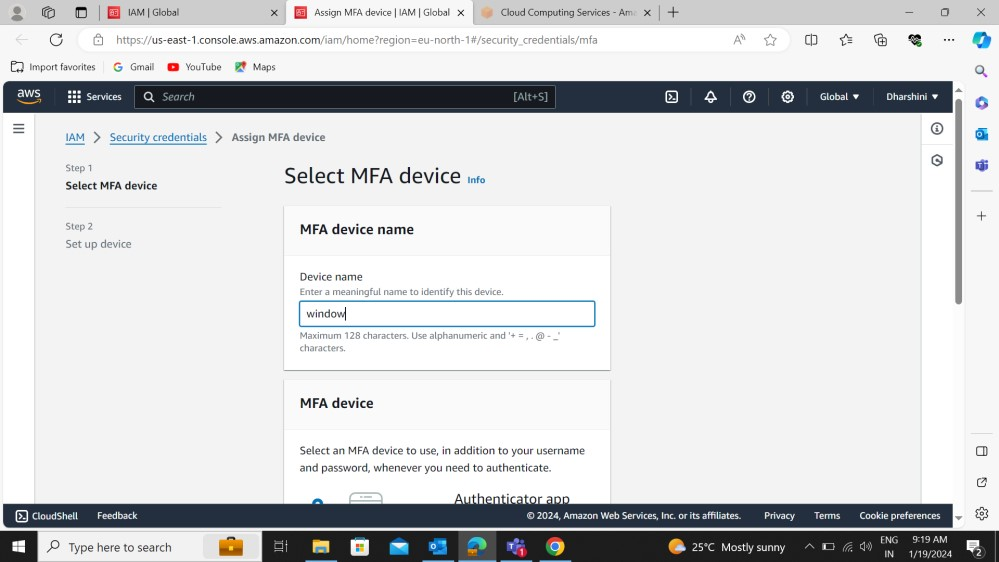 IAM | Global
Assign MFA device | IAM | Global
Cloud Computing Services - Ama
https://us-east-1.console.aws.amazon.com/iam/home?region=eu-north-1#/security_credentials/mfa
Import favorites
Gmail
YouTube
Maps
aws
Services
Search
[Alt+S]
Global
Dharshini
IAM > Security credentials > Assign MFA device
Step 1
Select MFA device
Step 2
Set up device
Select MFA device Info
MFA device name
Device name
Enter a meaningful name to identify this device.
window
Maximum 128 characters. Use alphanumeric and '+ = , . @ - _'
characters.
MFA device
Select an MFA device to use, in addition to your username
and password, whenever you need to authenticate.
Authenticator app
CloudShell
Feedback
© 2024, Amazon Web Services, Inc. or its affiliates.
Privacy
Terms
Cookie preferences
Type here to search
25°C Mostly sunny
ENG
IN
9:19 AM
1/19/2024
2